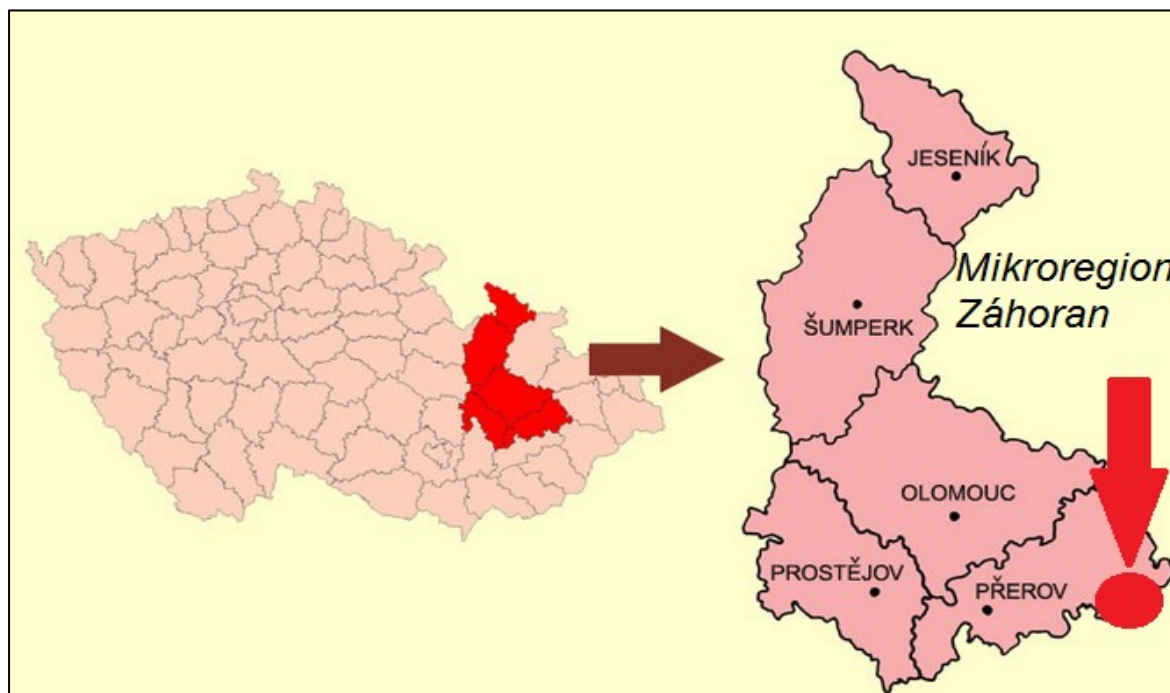 JESENÍK
Mikroregion
Záhoran
ŠUMPERK
OLOMOUC
PROSTĚJOV
PŘEROV